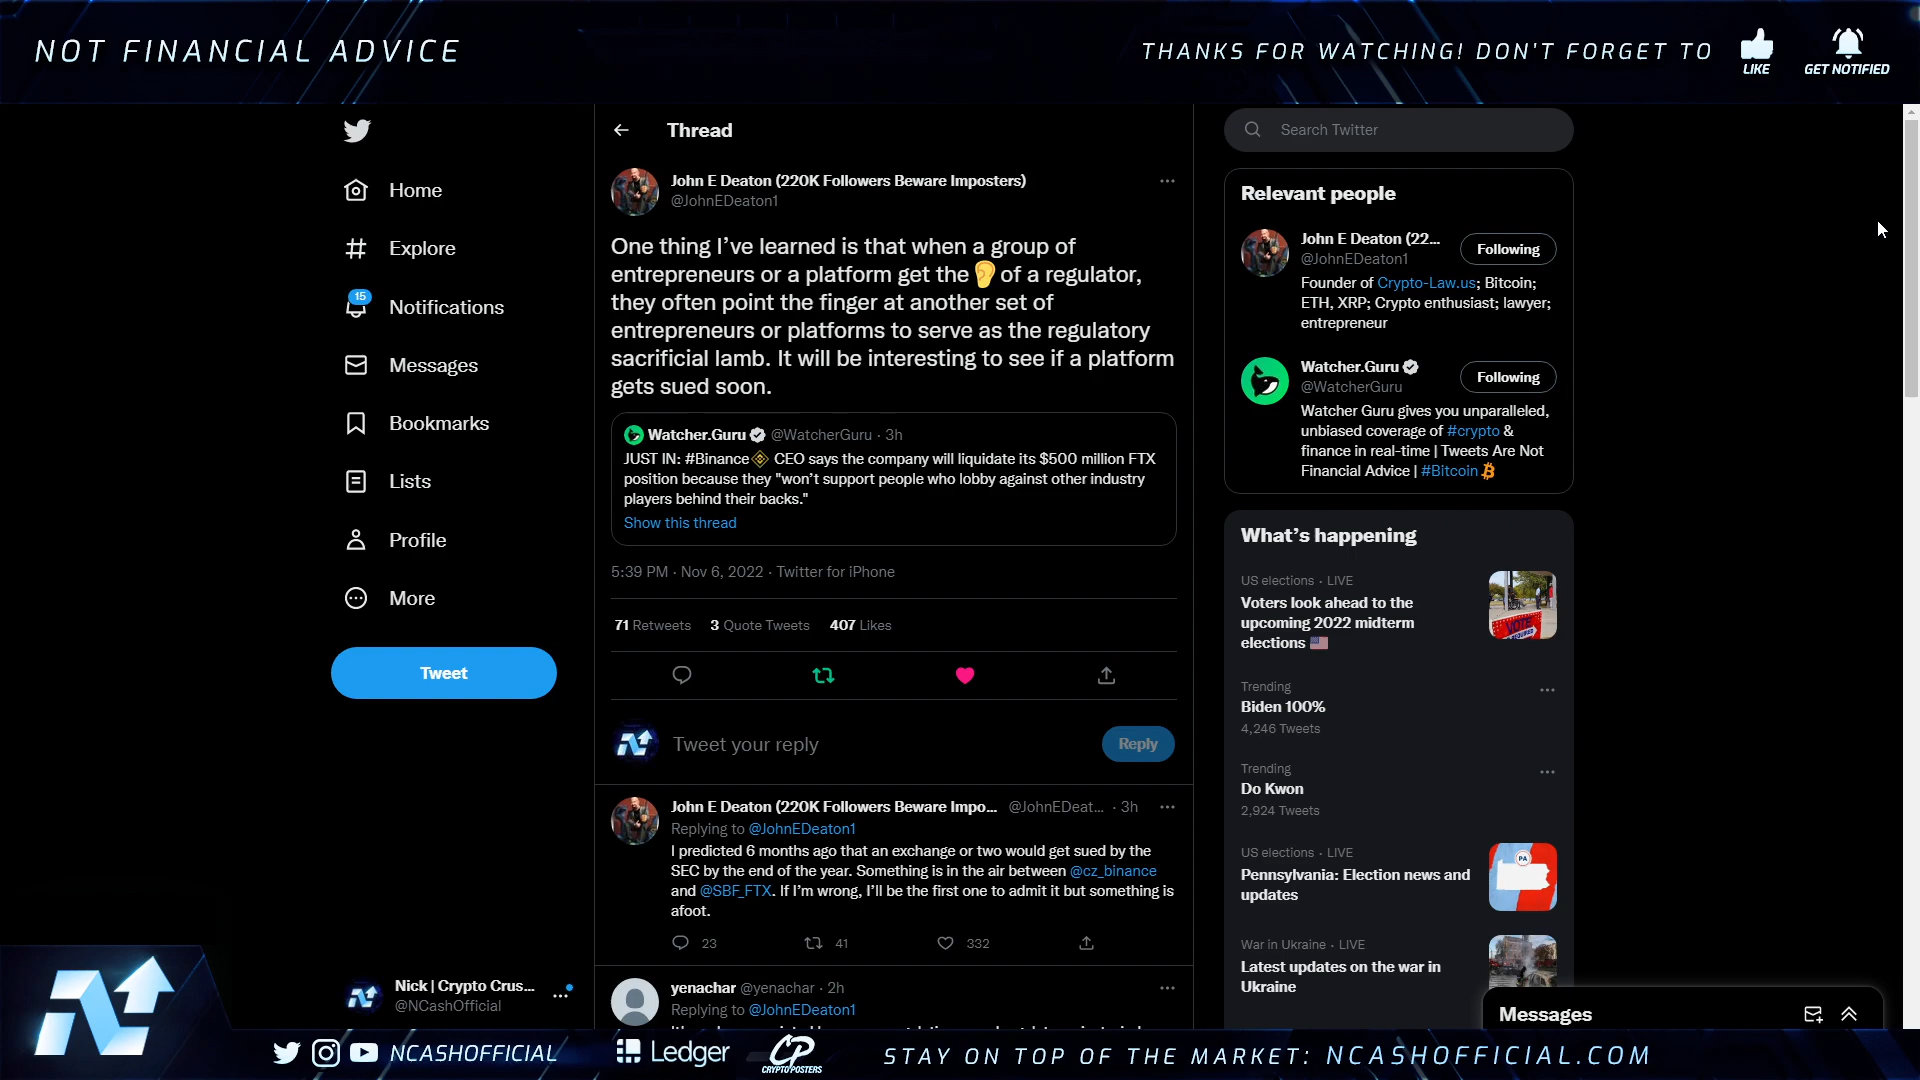 NOT FINANCIAL ADVICE
THANKS FOR WATCHING! DON'T FORGET TO
LIKE
GET NOTIFIED
Home
Explore
15
Notifications
Messages
Bookmarks
Lists
Profile
More
Tweet
Nick | Crypto Crus...
@NCashOfficial
Thread
John E Deaton (220K Followers Beware Imposters)
@JohnEDeaton1
One thing I've learned is that when a group of
entrepreneurs or a platform get the👂of a regulator,
they often point the finger at another set of
entrepreneurs or platforms to serve as the regulatory
sacrificial lamb. It will be interesting to see if a platform
gets sued soon.
Watcher.Guru @WatcherGuru · 3h
JUST IN: #Binance CEO says the company will liquidate its $500 million FTX
position because they "won't support people who lobby against other industry
players behind their backs."
Show this thread
5:39 PM · Nov 6, 2022 · Twitter for iPhone
71 Retweets 3 Quote Tweets 407 Likes
Tweet your reply
Reply
John E Deaton (220K Followers Beware Impo... @JohnEDeat... · 3h
Replying to @JohnEDeaton1
I predicted 6 months ago that an exchange or two would get sued by the
SEC by the end of the year. Something is in the air between @cz_binance
and @SBF_FTX. If I'm wrong, I'll be the first one to admit it but something is
afoot.
23 41 332
yenachar @yenachar · 2h
Replying to @JohnEDeaton1
Search Twitter
Relevant people
John E Deaton (22...
@JohnEDeaton1
Following
Founder of Crypto-Law.us; Bitcoin;
ETH, XRP; Crypto enthusiast; lawyer;
entrepreneur
Watcher.Guru
@WatcherGuru
Following
Watcher Guru gives you unparalleled,
unbiased coverage of #crypto &
finance in real-time | Tweets Are Not
Financial Advice | #Bitcoin
What's happening
US elections · LIVE
Voters look ahead to the
upcoming 2022 midterm
elections 🇺🇸
VOTE
Trending
Biden 100%
4,246 Tweets
Trending
Do Kwon
2,924 Tweets
US elections · LIVE
Pennsylvania: Election news and
updates
PA
War in Ukraine · LIVE
Latest updates on the war in
Ukraine
Messages
NCASHOFFICIAL
Ledger
CP
CRYPTO POSTERS
STAY ON TOP OF THE MARKET: NCASHOFFICIAL.COM